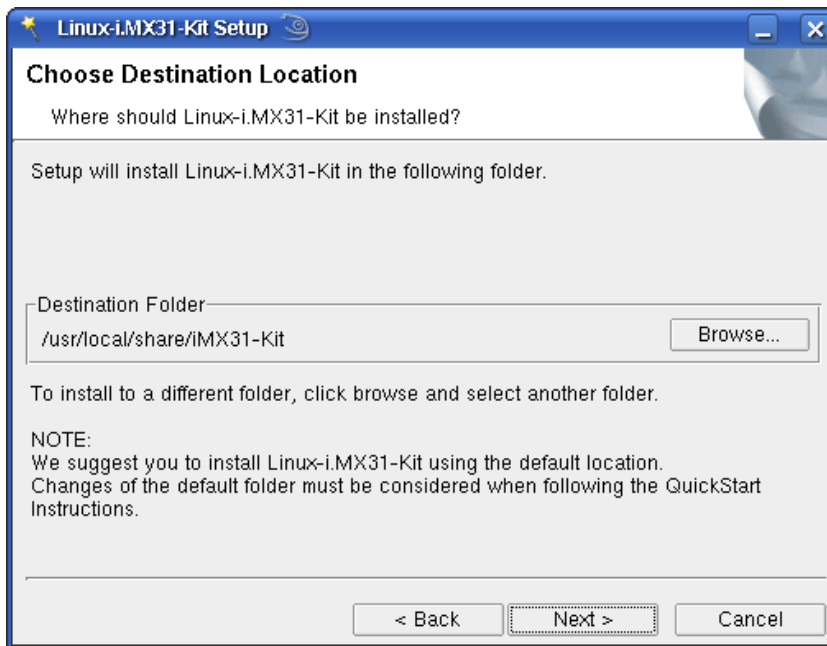 Linux-i.MX31-Kit Setup
Choose Destination Location
Where should Linux-i.MX31-Kit be installed?
Setup will install Linux-i.MX31-Kit in the following folder.
Destination Folder
/usr/local/share/iMX31-Kit
Browse...
To install to a different folder, click browse and select another folder.
NOTE:
We suggest you to install Linux-i.MX31-Kit using the default location.
Changes of the default folder must be considered when following the QuickStart
Instructions.
< Back
Next >
Cancel